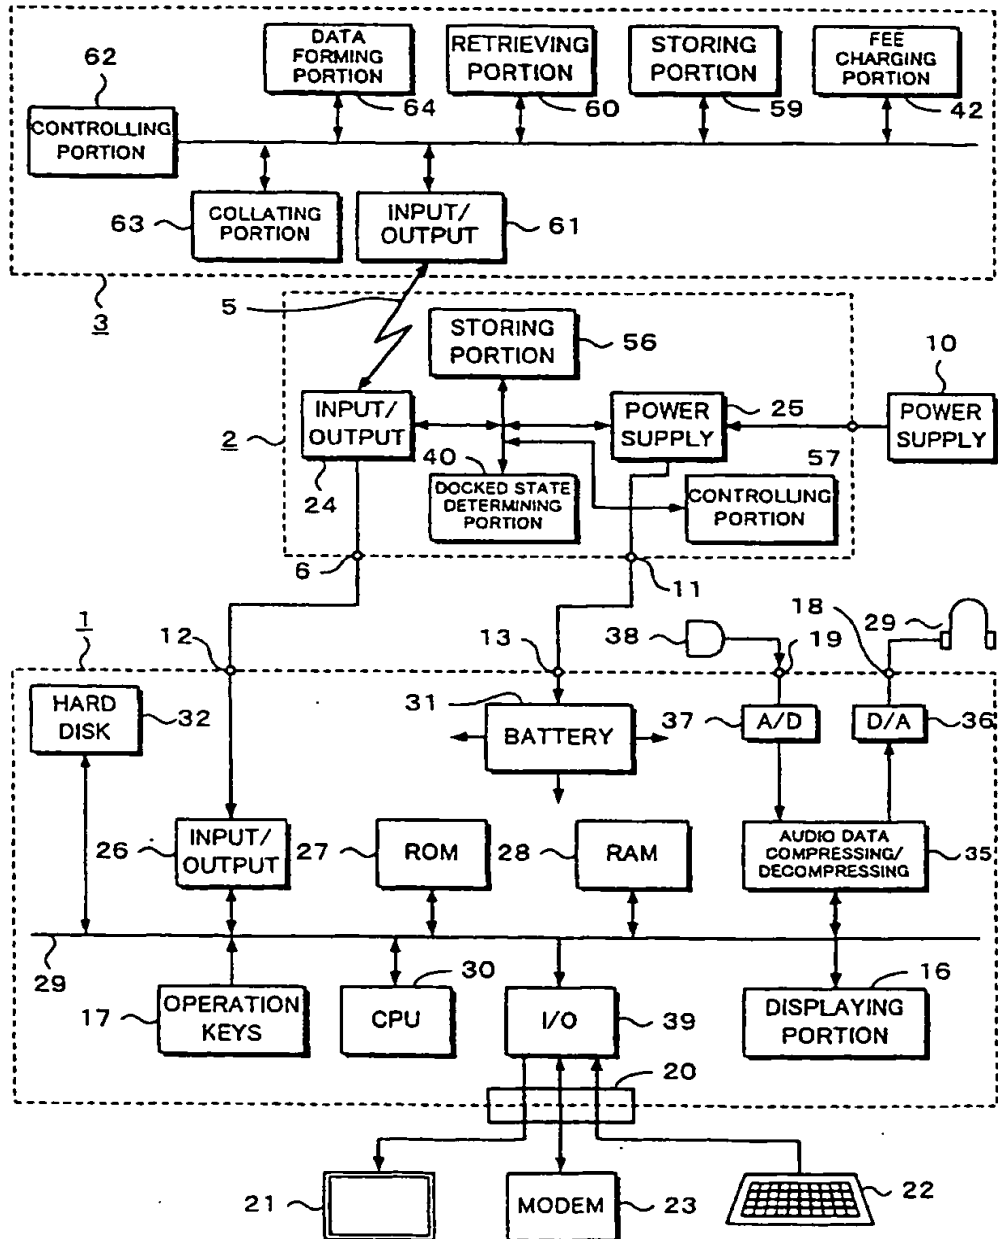 62
CONTROLLING
PORTION
DATA
FORMING
PORTION
64
RETRIEVING
PORTION
60
STORING
PORTION
59
FEE
CHARGING
PORTION
42
63
COLLATING
PORTION
INPUT/
OUTPUT
61
3
5
STORING
PORTION
56
10
POWER
SUPPLY
2
INPUT/
OUTPUT
24
POWER
SUPPLY
25
40
DOCKED STATE
DETERMINING
PORTION
57
CONTROLLING
PORTION
6
11
1
12
13
38
19
18
29
HARD
DISK
32
31
BATTERY
37
A/D
D/A
36
26
INPUT/
OUTPUT
27
ROM
28
RAM
AUDIO DATA
COMPRESSING/
DECOMPRESSING
35
29
17
OPERATION
KEYS
30
CPU
I/O
39
16
DISPLAYING
PORTION
20
21
MODEM
23
22